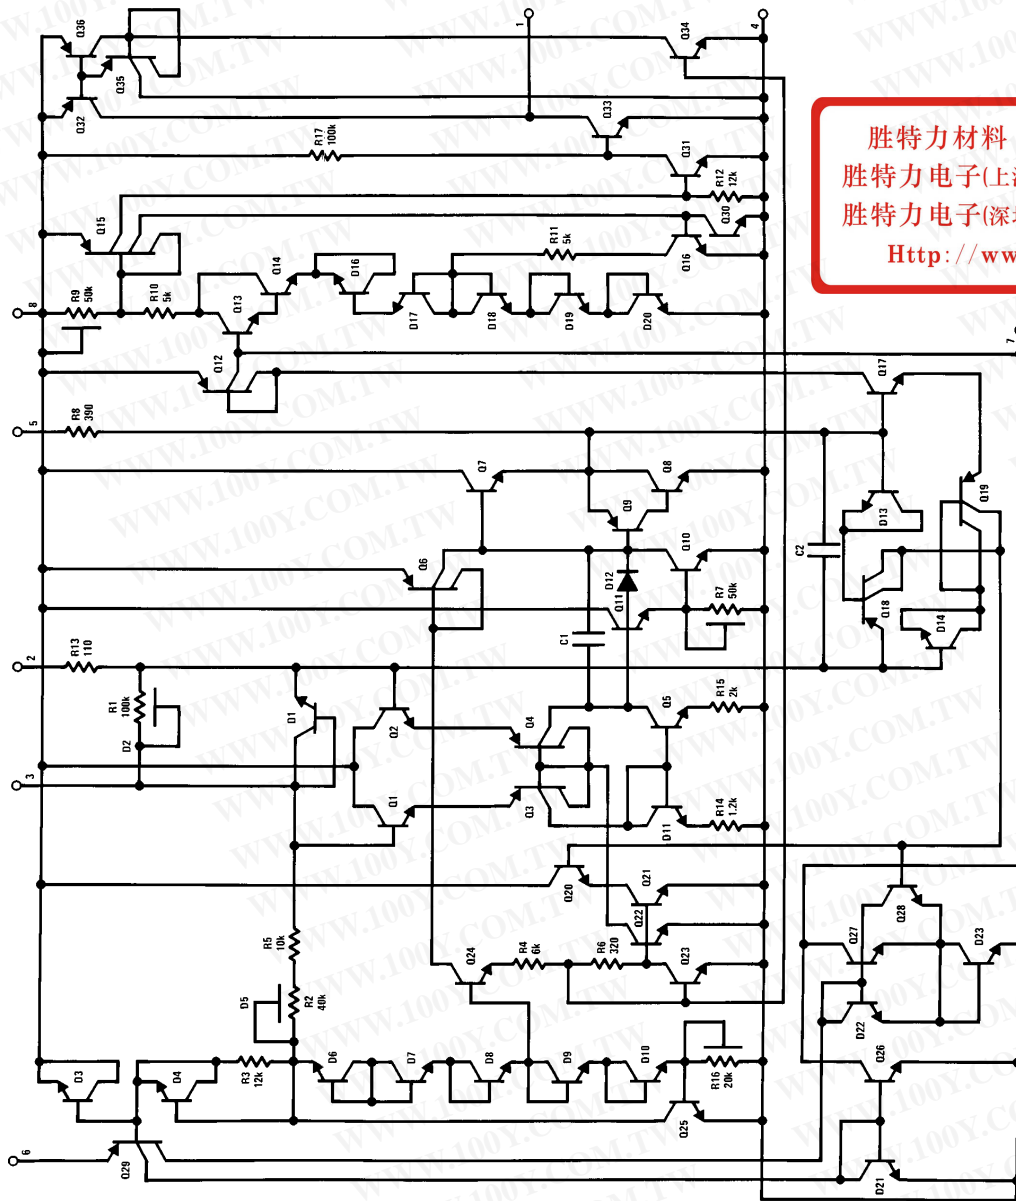 胜特力材料
胜特力电子(上
胜特力电子(深
Http://ww
WWW.100Y.COM.TW
Q36
Q35
Q32
1
4
Q34
Q33
R17
100k
Q31
R12
12k
Q15
Q30
R11
5k
Q16
8
R9
50k
R10
5k
Q14
Q13
D16
D17
D18
D19
D20
7
Q12
Q17
5
R8
390
Q7
Q8
Q9
D13
Q19
Q6
D12
Q10
C2
Q11
R7
50k
Q18
C1
D14
2
R13
110
R1
100k
D2
D1
Q2
Q4
Q5
R15
2k
3
Q1
Q3
D11
R14
1.2k
Q20
Q21
Q22
Q28
R5
10k
Q24
R4
6k
R6
320
Q23
Q27
D23
D5
R2
40k
D22
D3
D4
R3
12k
D6
D7
D8
D9
D10
R16
20k
Q26
6
Q29
Q25
D21